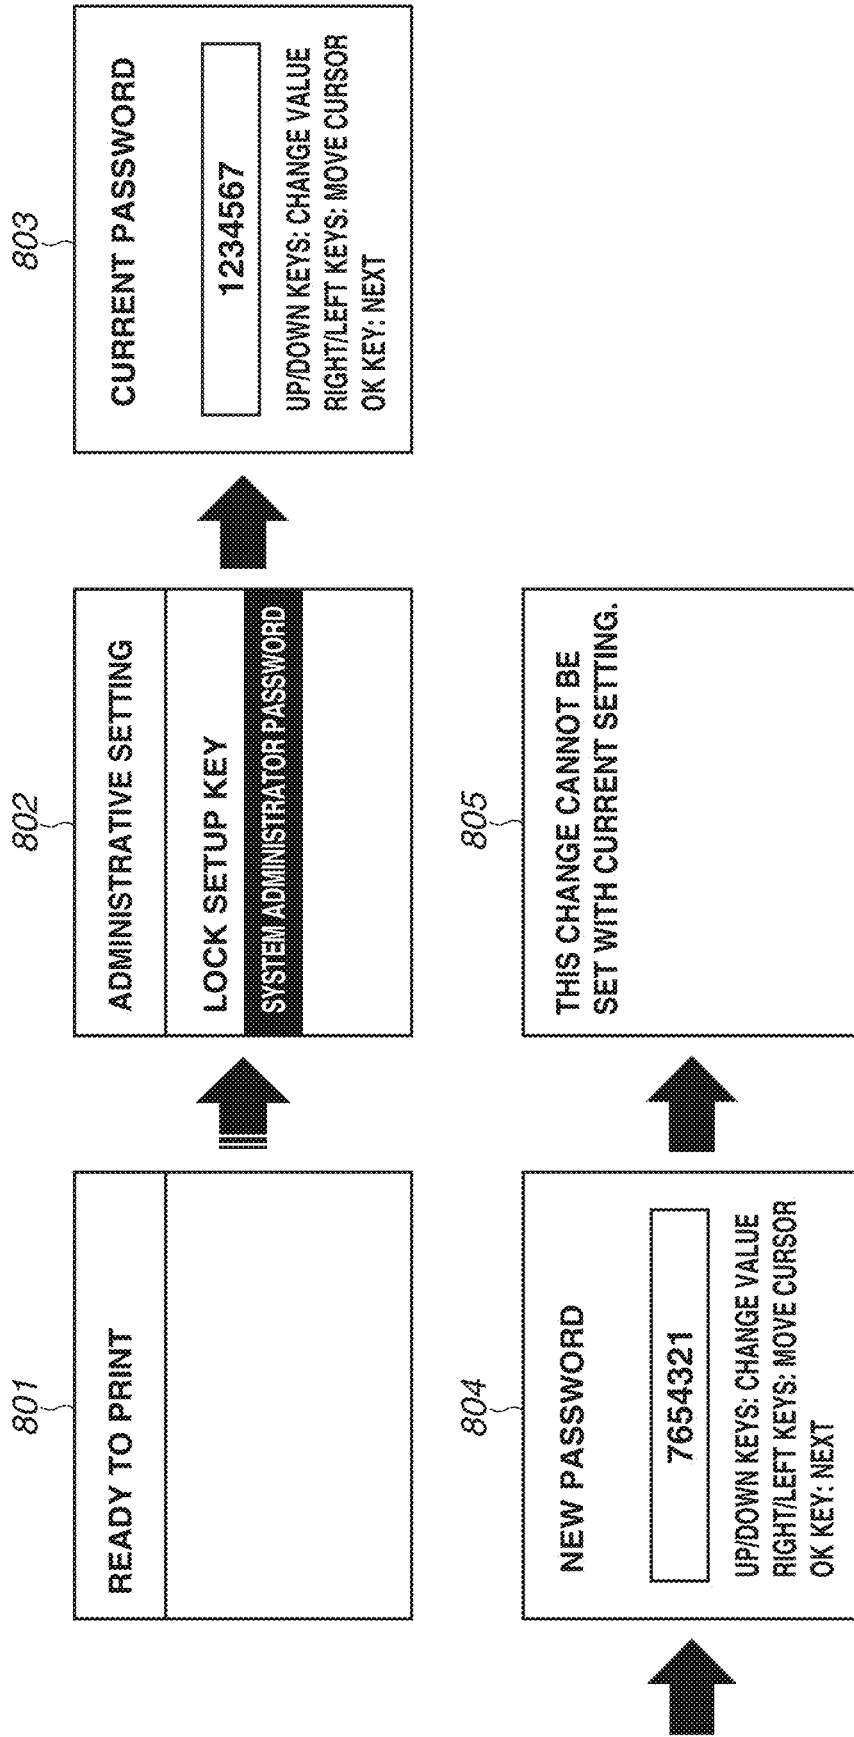 801
READY TO PRINT
802
ADMINISTRATIVE SETTING
LOCK SETUP KEY
SYSTEM ADMINISTRATOR PASSWORD
803
CURRENT PASSWORD
1234567
UP/DOWN KEYS: CHANGE VALUE
RIGHT/LEFT KEYS: MOVE CURSOR
OK KEY: NEXT
804
NEW PASSWORD
7654321
UP/DOWN KEYS: CHANGE VALUE
RIGHT/LEFT KEYS: MOVE CURSOR
OK KEY: NEXT
805
THIS CHANGE CANNOT BE
SET WITH CURRENT SETTING.